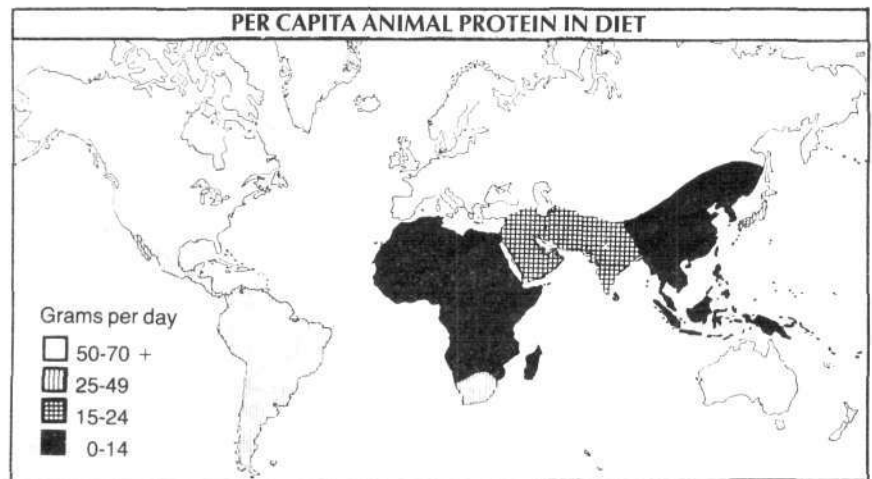 PER CAPITA ANIMAL PROTEIN IN DIET
Grams per day
50-70 +
25-49
15-24
0-14